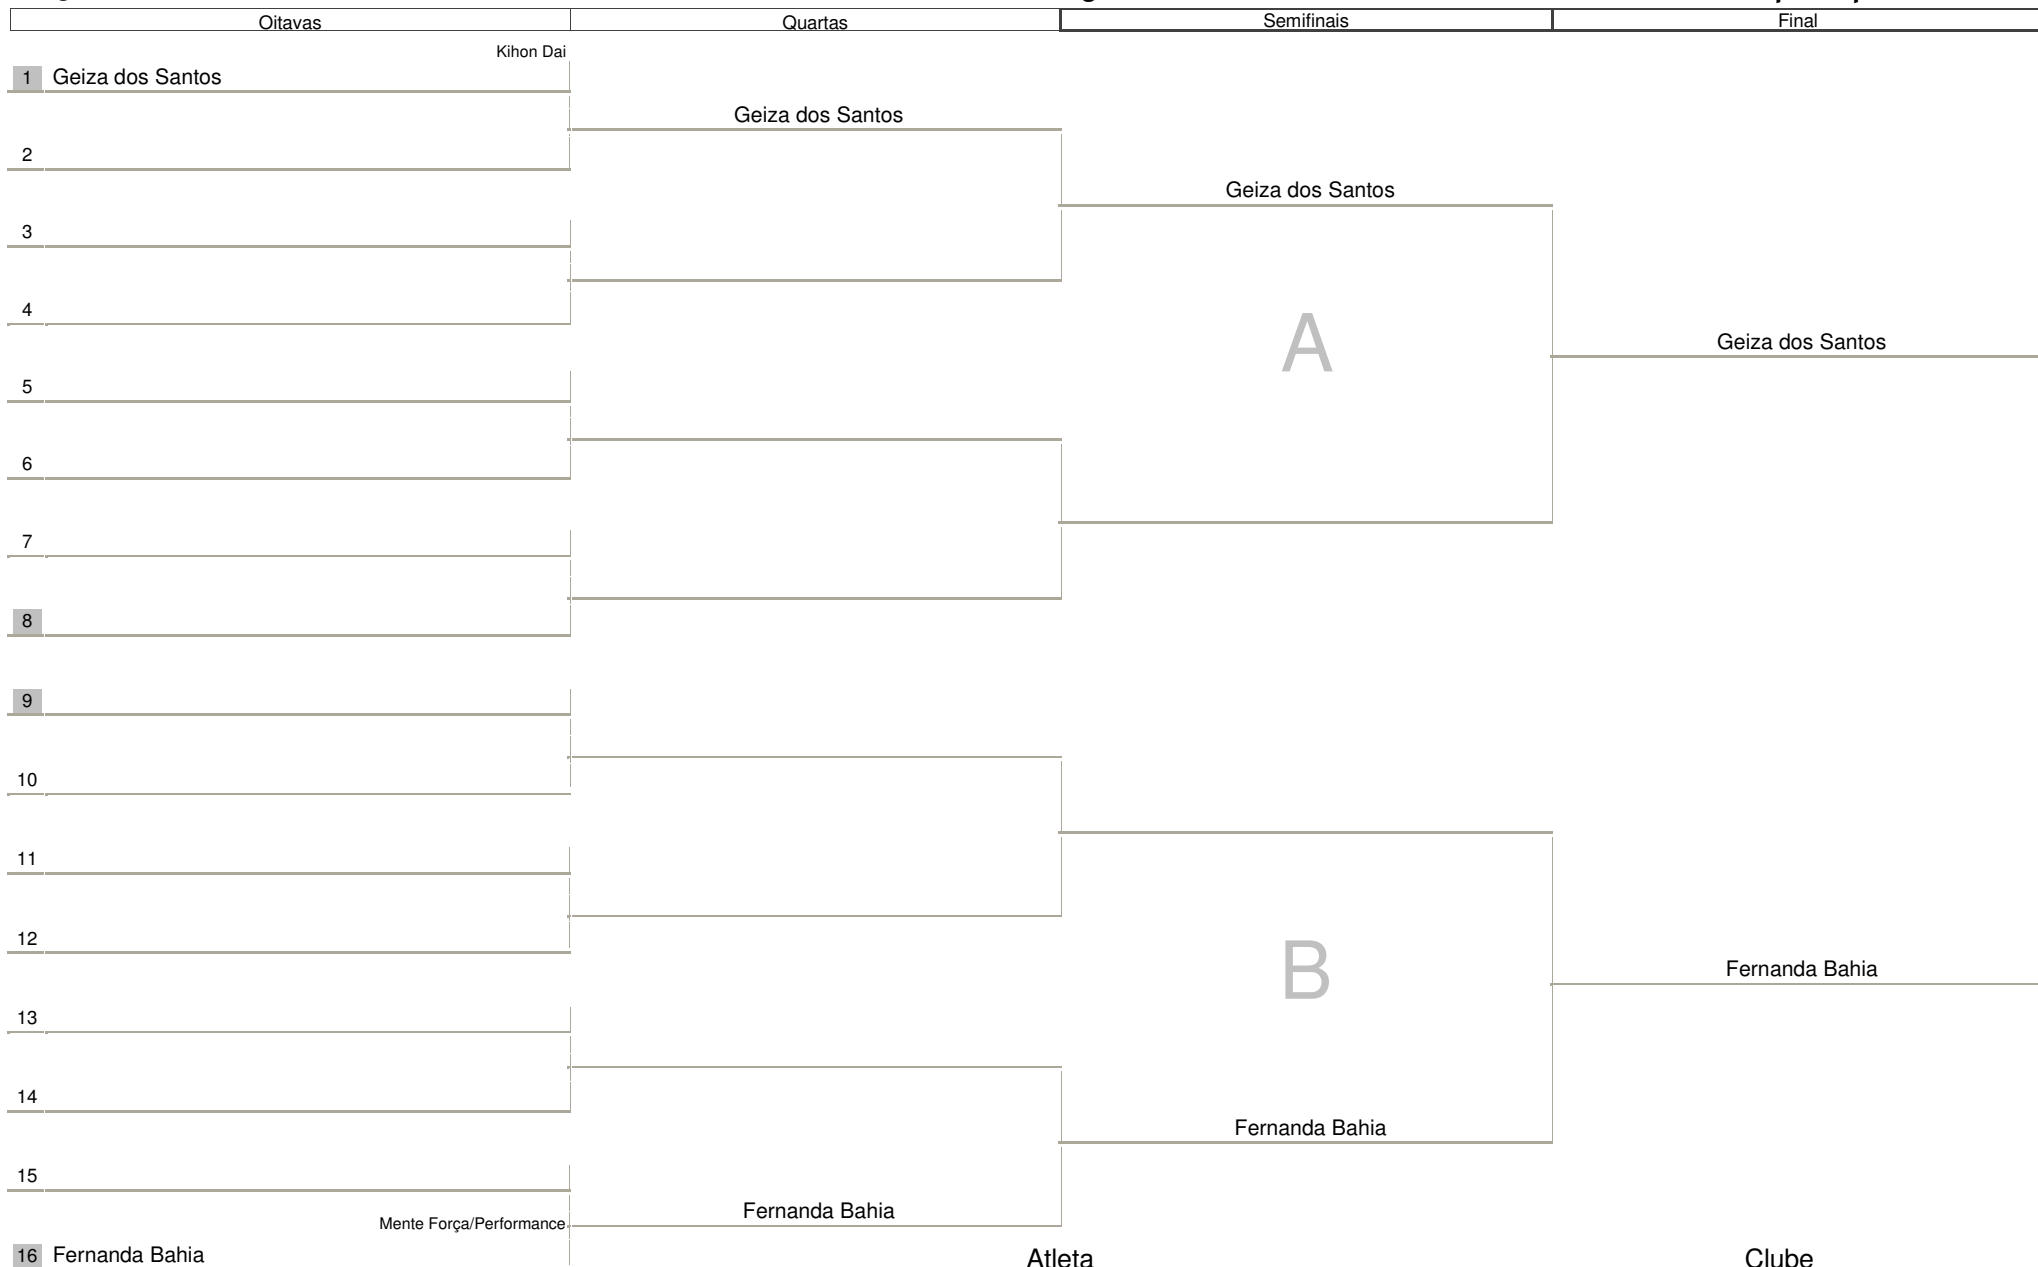 Oitavas Quartas Semifinais Final
Kihon Dai
1 Geiza dos Santos
Geiza dos Santos
2
Geiza dos Santos
3
4
A
Geiza dos Santos
5
6
7
8
9
10
11
12
B
Fernanda Bahia
13
14
Fernanda Bahia
15
Fernanda Bahia
Mente Força/Performance
16 Fernanda Bahia
Atleta Clube